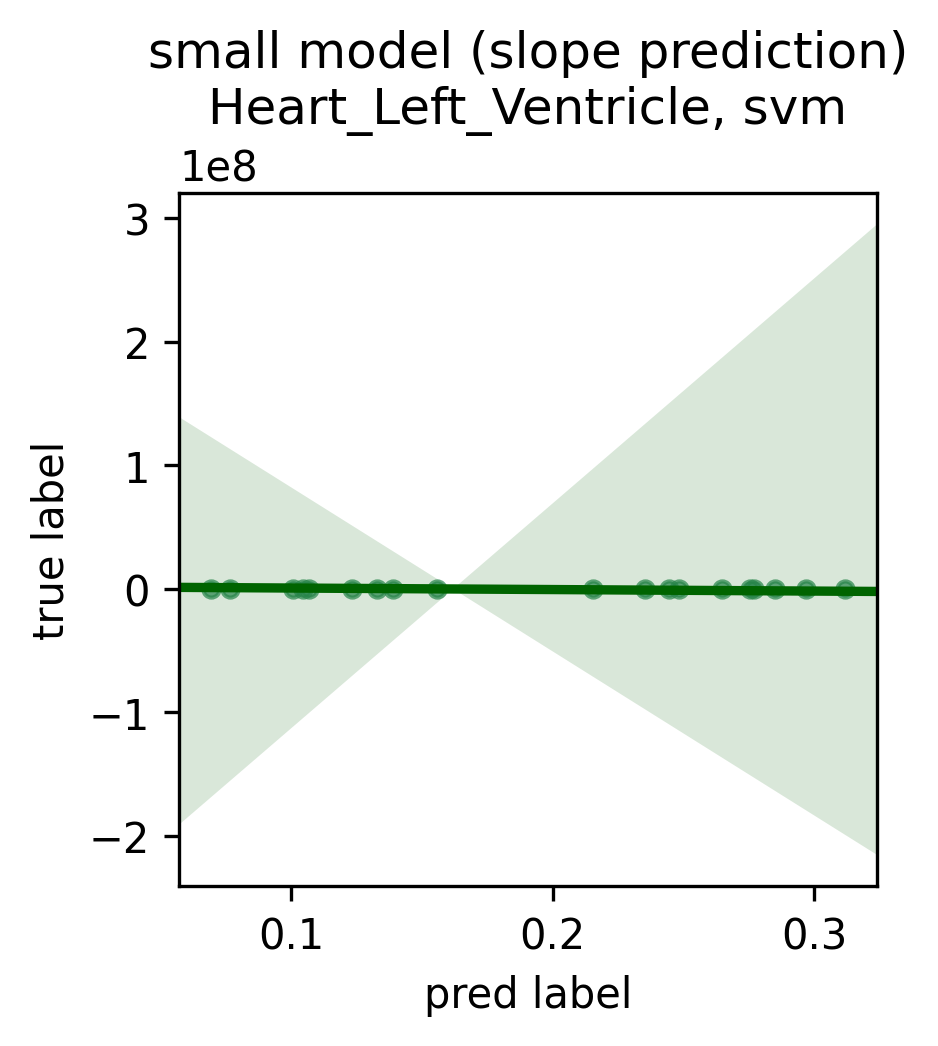 small model (slope prediction)
Heart_Left_Ventricle, svm
1e8
3
2
1
0
−1
−2
true label
0.1 0.2 0.3
pred label